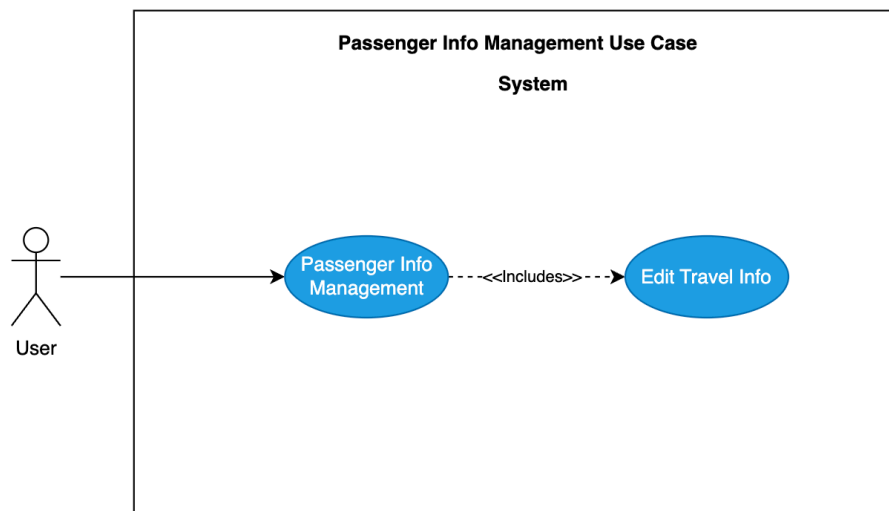 Passenger Info Management Use Case
System
User
Passenger Info
Management
<<Includes>>
Edit Travel Info